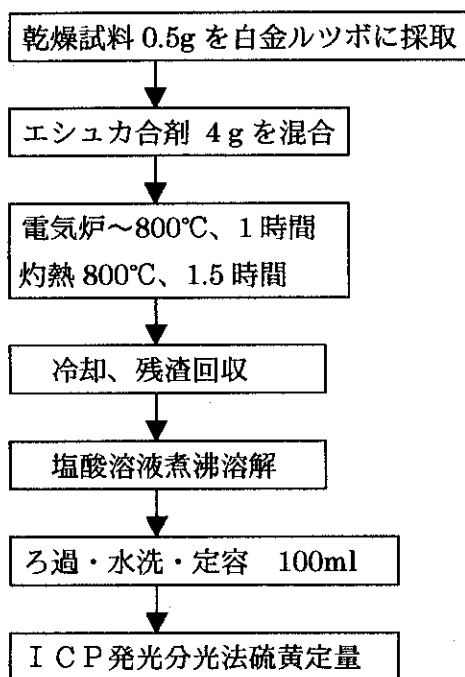 乾燥試料 0.5g を白金ルツボに採取
エシュカ合剤 4gを混合
電気炉~800℃、1時間
灼熱 800℃、1.5時間
冷却、残渣回収
塩酸溶液煮沸溶解
ろ過・水洗・定容 100ml
ICP発光分光法硫黄定量